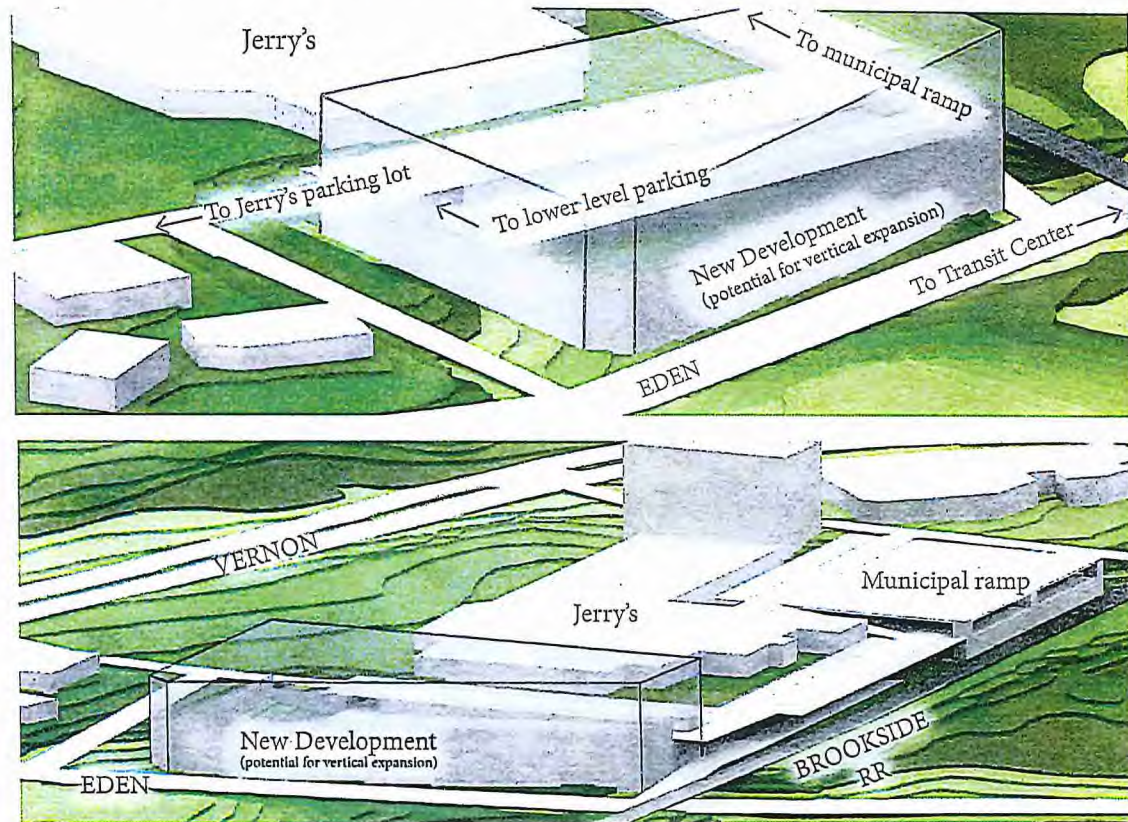 Jerry's
To municipal ramp
To Jerry's parking lot
To lower level parking
New Development
(potential for vertical expansion)
To Transit Center
EDEN
VERNON
Municipal ramp
Jerry's
New Development
(potential for vertical expansion)
BROOKSIDE
RR
EDEN